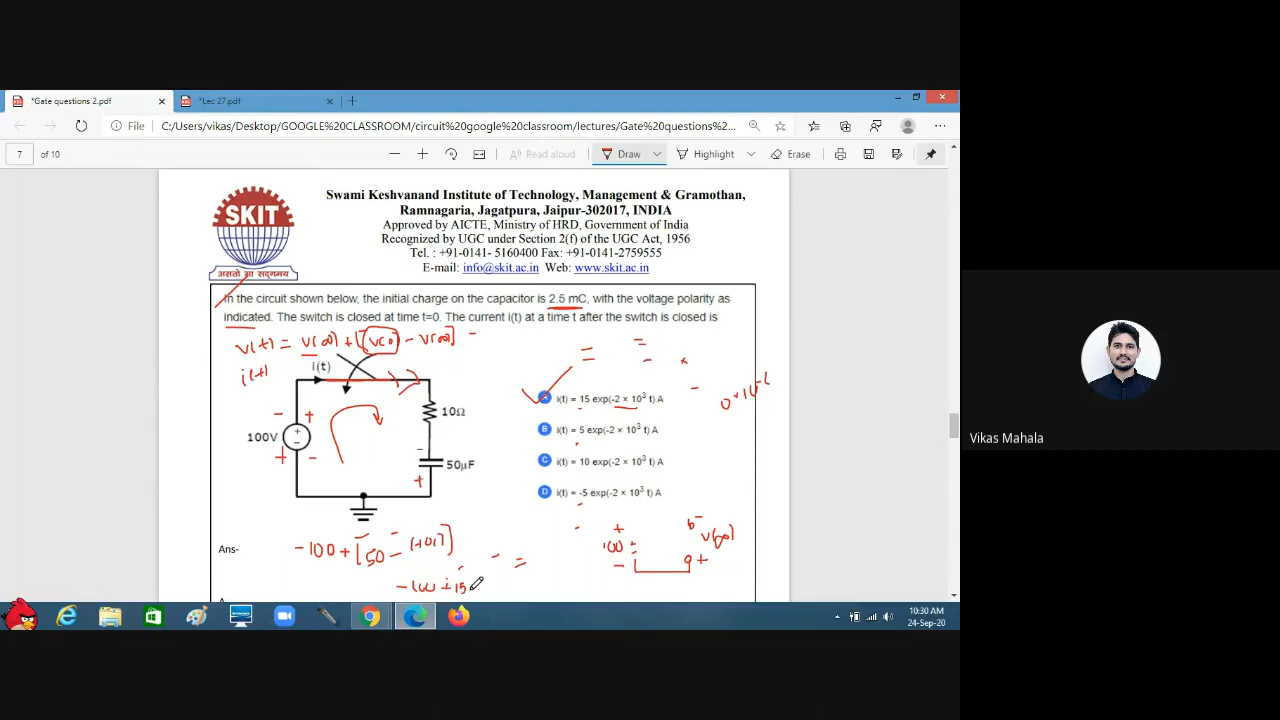 *Gate questions 2.pdf
*Lec 27.pdf
File
C:/Users/vikas/Desktop/GOOGLE%20CLASSROOM/circuit%20google%20classroom/lectures/Gate%20questions%...
7 of 10
Read aloud
Draw
Highlight
Erase
SKIT
Swami Keshvanand Institute of Technology, Management & Gramothan,
Ramnagaria, Jagatpura, Jaipur-302017, INDIA
Approved by AICTE, Ministry of HRD, Government of India
Recognized by UGC under Section 2(f) of the UGC Act, 1956
Tel. : +91-0141- 5160400 Fax: +91-0141-2759555
E-mail: info@skit.ac.in Web: www.skit.ac.in
In the circuit shown below, the initial charge on the capacitor is 2.5 mC, with the voltage polarity as
indicated. The switch is closed at time t=0. The current i(t) at a time t after the switch is closed is
v(t) = v(∞) + [v(0) - v(∞)]
i(t)
i(t)
A i(t) = 15 exp(-2 × 10³ t) A
B i(t) = 5 exp(-2 × 10³ t) A
C i(t) = 10 exp(-2 × 10³ t) A
D i(t) = -5 exp(-2 × 10³ t) A
10Ω
100V
50μF
Ans-
-100 + [50 -
100
v(∞)
-100 + 15
Vikas Mahala
10:30 AM
24-Sep-20